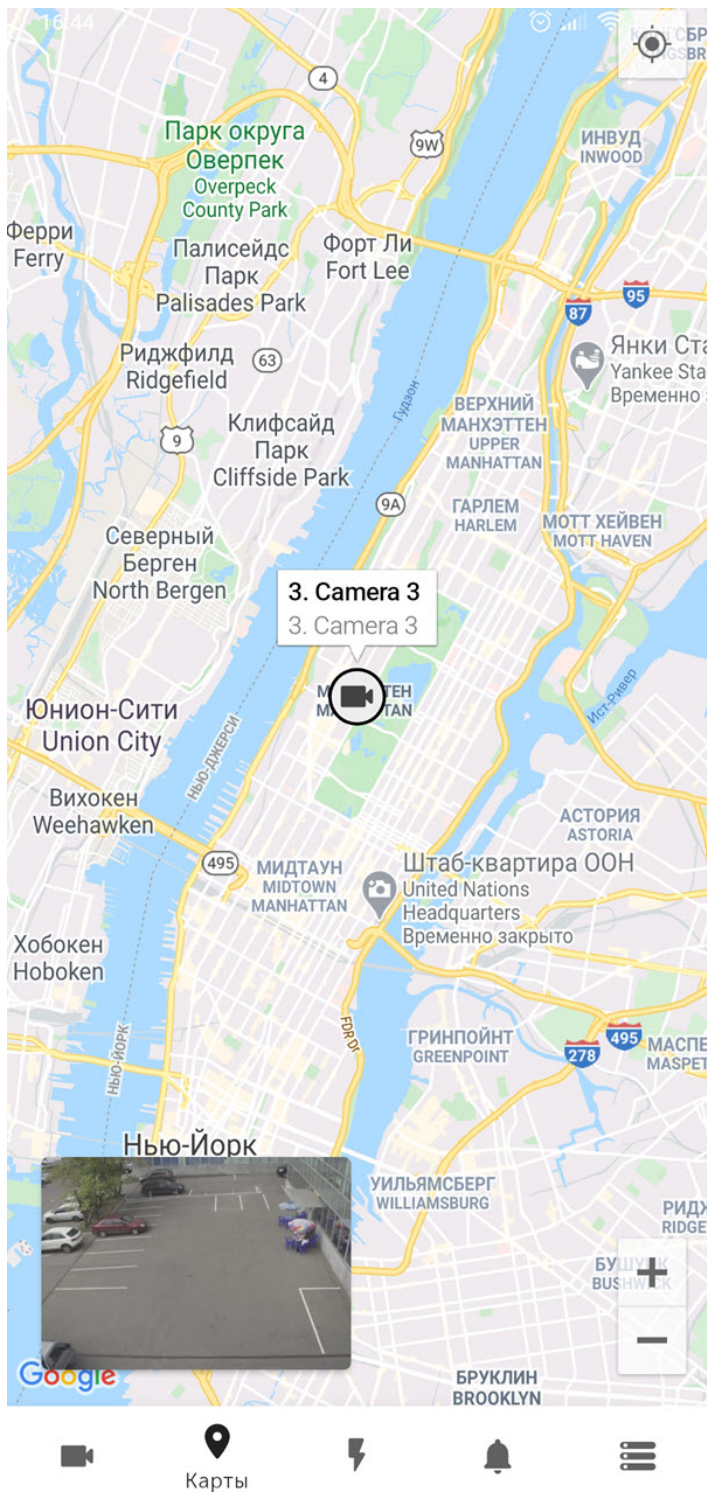 16:44
4
Парк округа
Оверпек
Overpeck
County Park
9W
ИНВУД
INWOOD
Ферри
Ferry
Палисейдс
Парк
Palisades Park
Форт Ли
Fort Lee
95
87
Риджфилд
Ridgefield
63
Янки Ста
Yankee Sta
Временно
Гудзон
ВЕРХНИЙ
МАНХЭТТЕН
UPPER
MANHATTAN
9
Клифсайд
Парк
Cliffside Park
9A
ГАРЛЕМ
HARLEM
МОТТ ХЕЙВЕН
MOTT HAVEN
Северный
Берген
North Bergen
3. Camera 3
3. Camera 3
Ист-Ривер
Юнион-Сити
Union City
НЬЮ-ДЖЕРСИ
Вихокен
Weehawken
АСТОРИЯ
ASTORIA
495
МИДТАУН
MIDTOWN
MANHATTAN
Штаб-квартира ООН
United Nations
Headquarters
Временно закрыто
Хобокен
Hoboken
НЬЮ-ЙОРК
FDR Dr
ГРИНПОЙНТ
GREENPOINT
278
495
МАСПЕ
MASPET
Нью-Йорк
УИЛЬЯМСБЕРГ
WILLIAMSBURG
РИДЖ
RIDGE
BUSHWICK
Google
БРУКЛИН
BROOKLYN
Карты